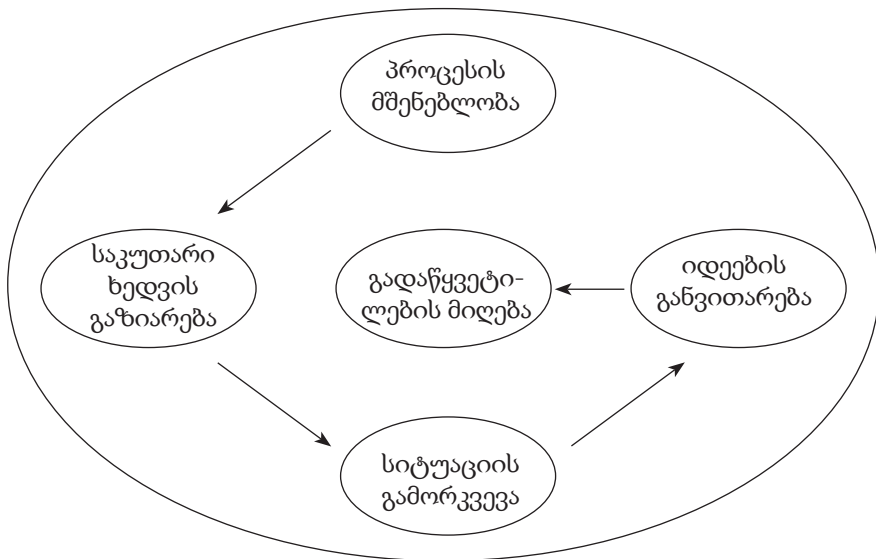 პროცესის
მშენებლობა
საკუთარი
ხედვის
გაზიარება
გადაწყვეტი-
ლების მიღება
იდეების
განვითარება
სიტუაციის
გამორკვევა